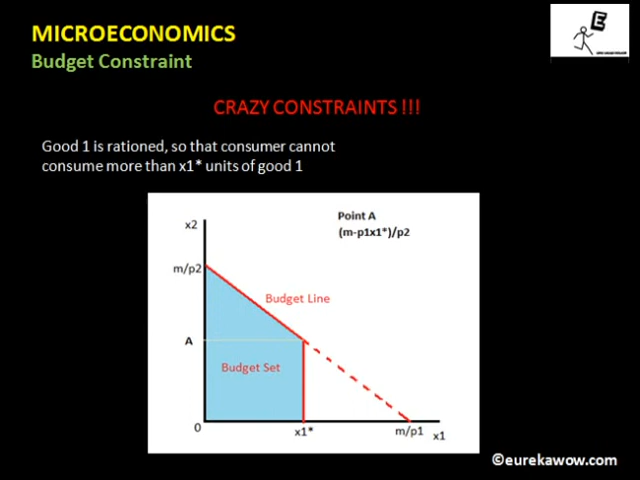 MICROECONOMICS
Budget Constraint
E
CRAZY CONSTRAINTS !!!
Good 1 is rationed, so that consumer cannot
consume more than x1* units of good 1
Point A
(m-p1x1*)/p2
x2
m/p2
Budget Line
A
Budget Set
0
x1*
m/p1
x1
©eurekawow.com